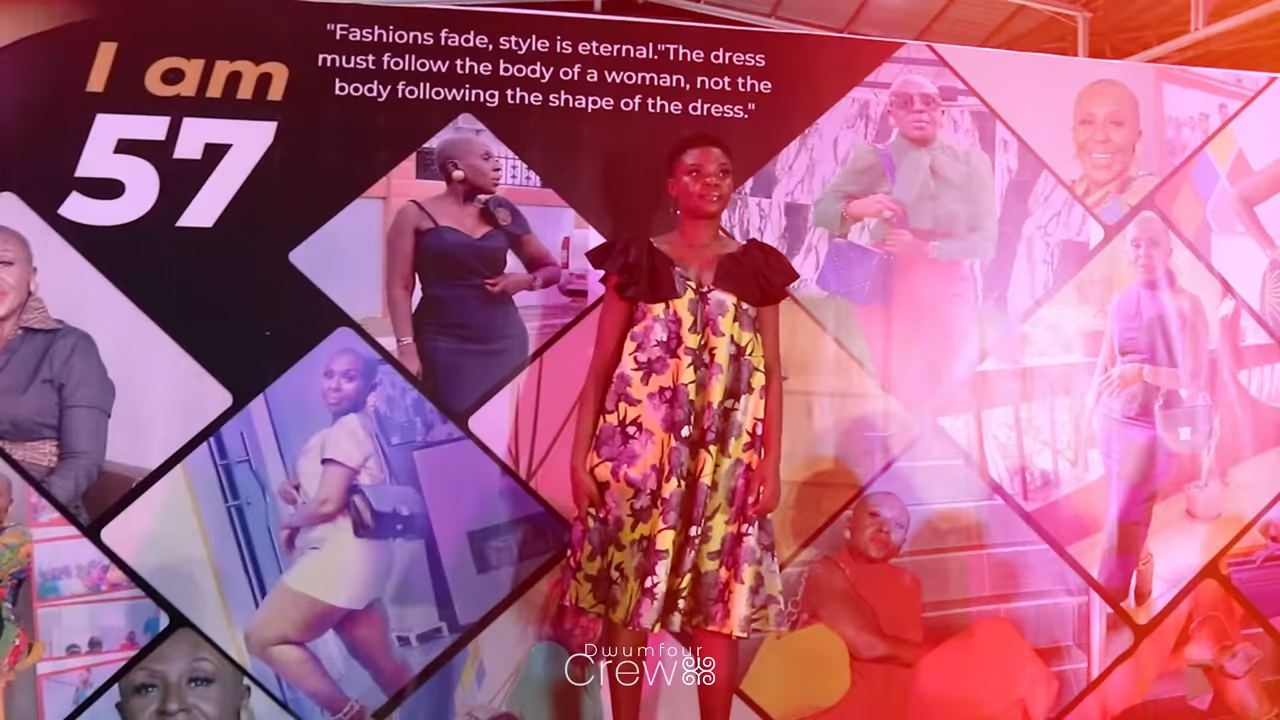 I am
57
"Fashions fade, style is eternal."The dress
must follow the body of a woman, not the
body following the shape of the dress."
Dwumfour
Crew